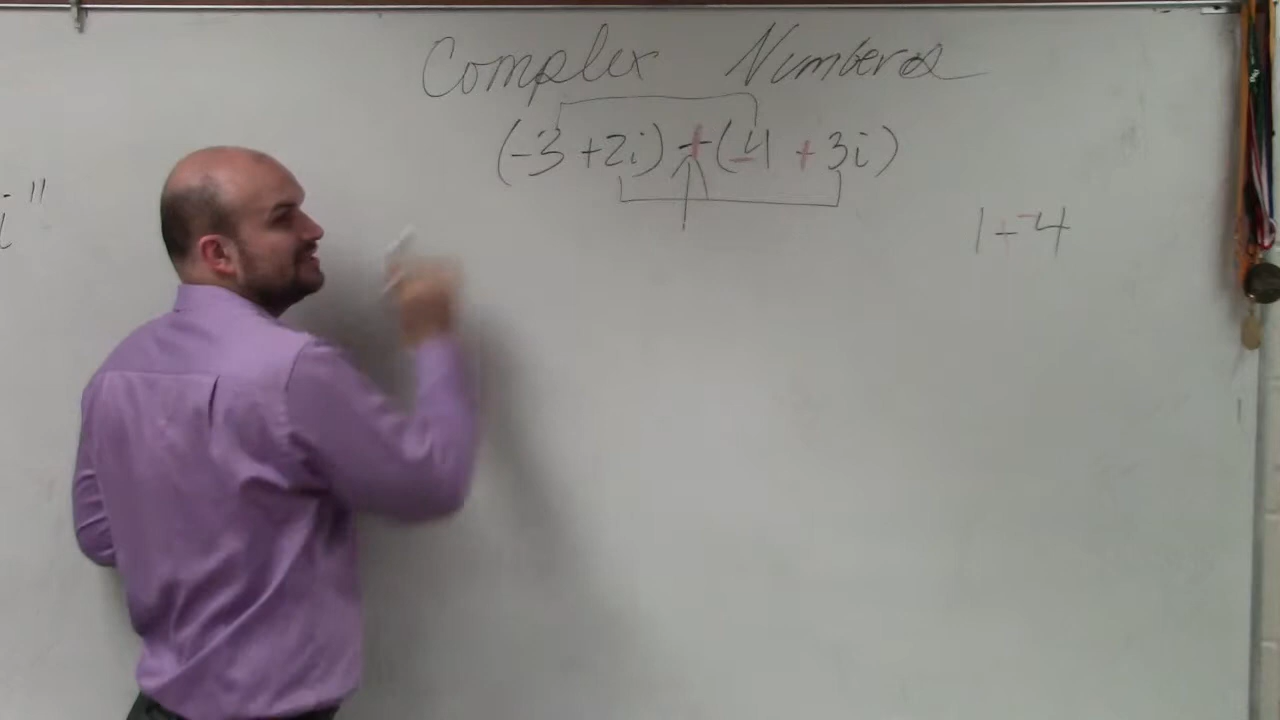 Complex Numbers
(-3 + 2i) + (-4 + 3i)
i"
1 + -4